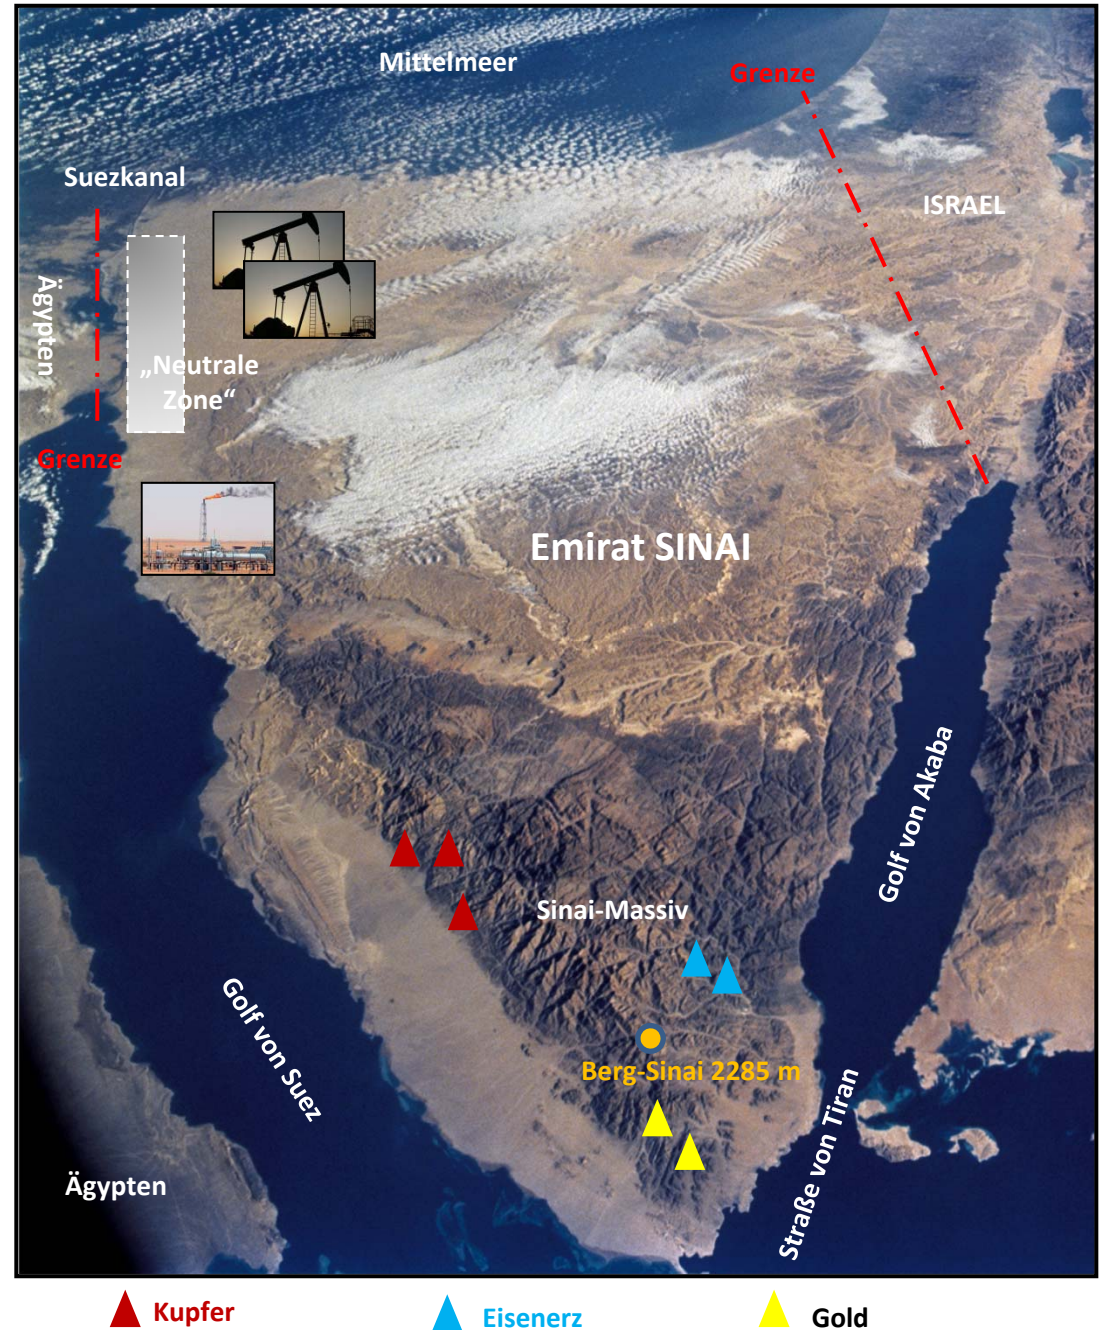 Mittelmeer
Grenze
Suezkanal
ISRAEL
Ägypten
„Neutrale
Zone“
Grenze
Emirat SINAI
Golf von Akaba
Sinai-Massiv
Golf von Suez
Berg-Sinai 2285 m
Straße von Tiran
Ägypten
Kupfer
Eisenerz
Gold